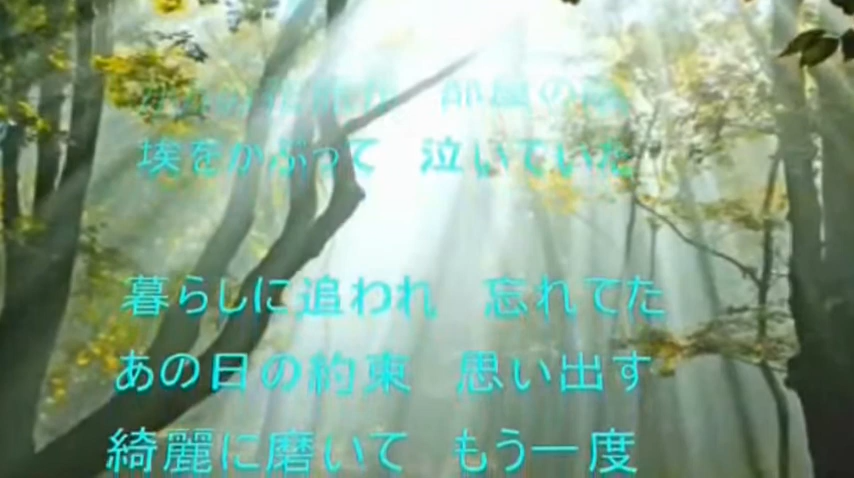 部屋の
埃をかぶって 泣いていた
暮らしに追われ 忘れてた
あの日の約束 思い出す
綺麗に磨いて もう一度